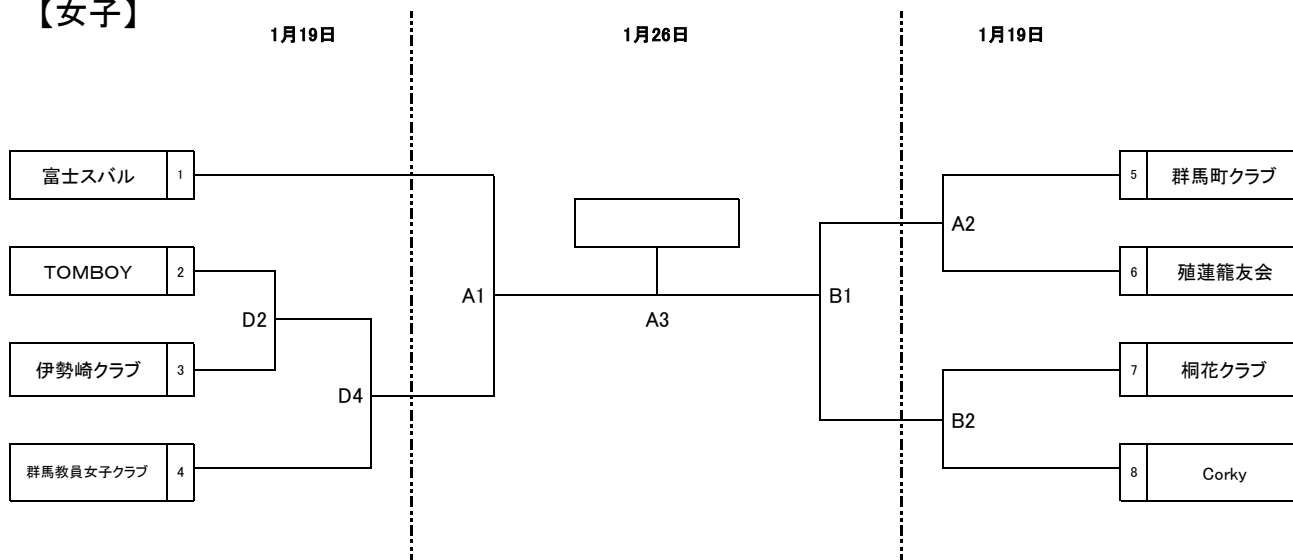 【女子】
1月19日
1月26日
1月19日
富士スバル 1
TOMBOY 2
伊勢崎クラブ 3
群馬教員女子クラブ 4
D2
D4
A1
A3
B1
A2
B2
5 群馬町クラブ
6 殖蓮籠友会
7 桐花クラブ
8 Corky